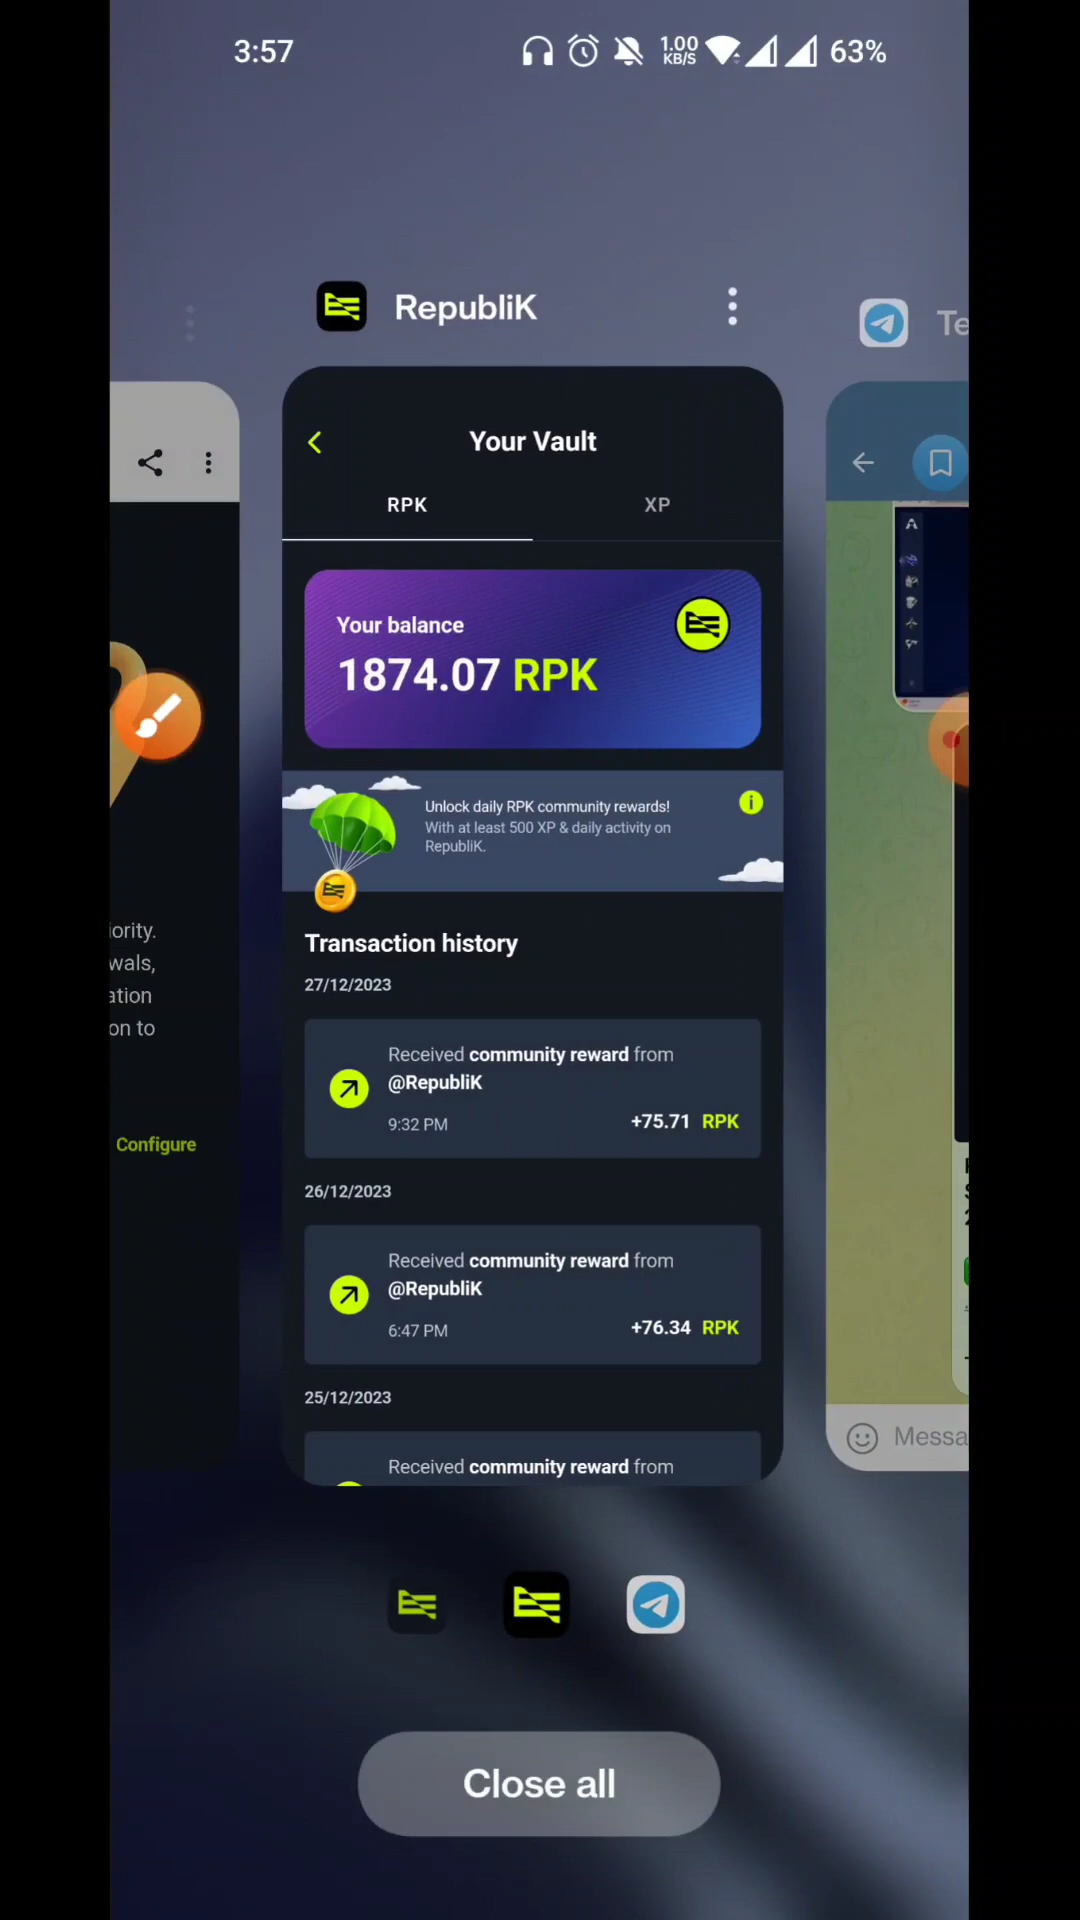 3:57
1.00
KB/S
63%
RepubliK
Te
Your Vault
RPK
XP
Your balance
1874.07 RPK
Unlock daily RPK community rewards!
With at least 500 XP & daily activity on
RepubliK.
Transaction history
27/12/2023
Received community reward from
@RepubliK
9:32 PM
+75.71 RPK
26/12/2023
Received community reward from
@RepubliK
6:47 PM
+76.34 RPK
25/12/2023
Received community reward from
iority.
wals,
ation
on to
Configure
Messa
Close all